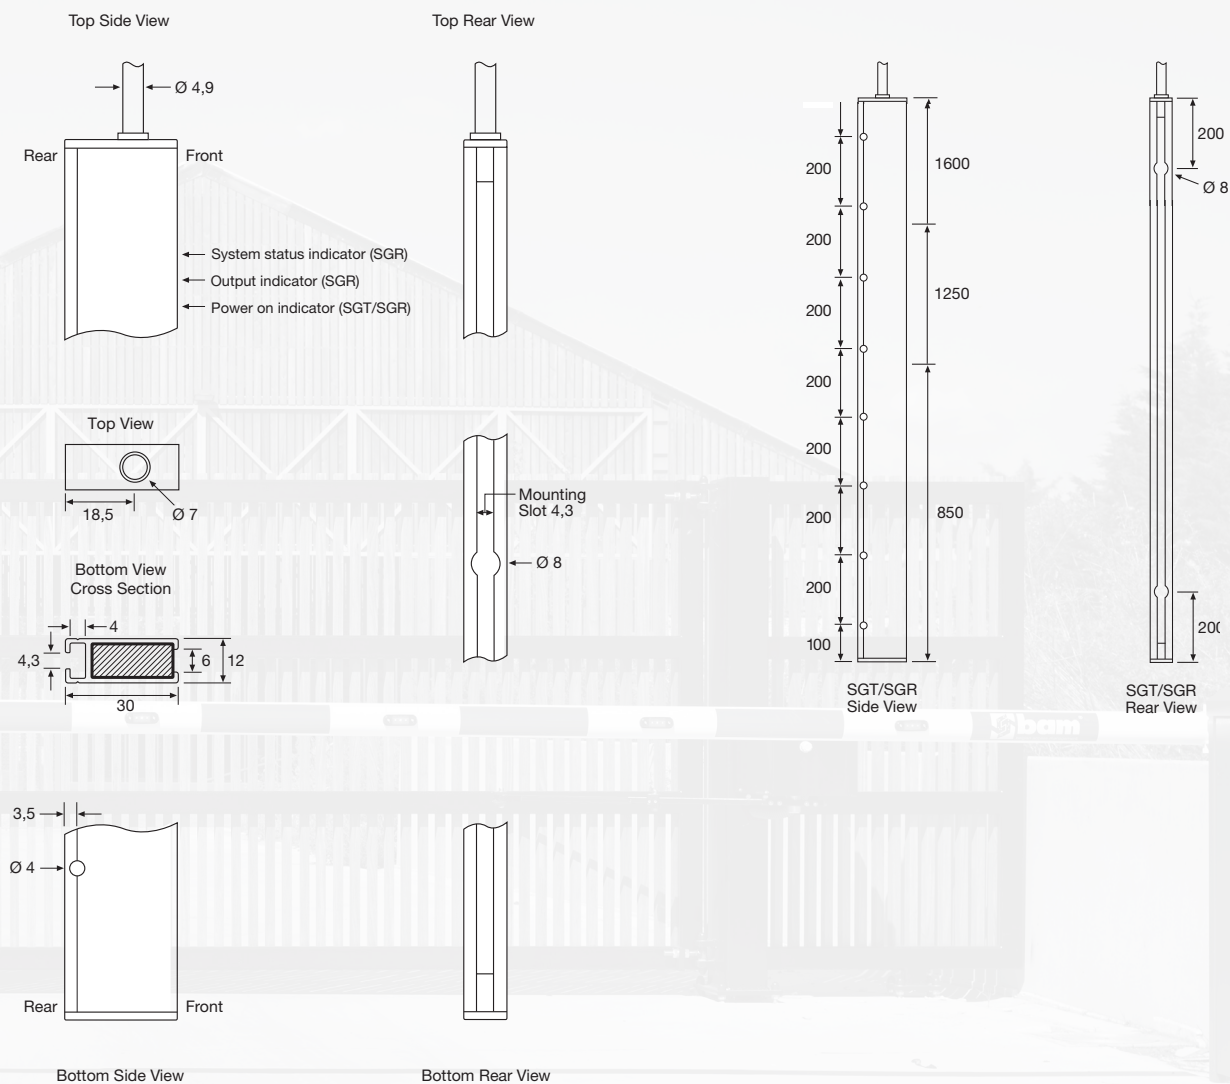 Top Side View
Top Rear View
Ø 4,9
Rear
Front
System status indicator (SGR)
Output indicator (SGR)
Power on indicator (SGT/SGR)
Top View
18,5
Ø 7
Mounting
Slot 4,3
Ø 8
Bottom View
Cross Section
4
4,3
6
12
30
3,5
Ø 4
Rear
Front
Bottom Side View
Bottom Rear View
200
200
200
200
200
200
200
100
1600
1250
850
SGT/SGR
Side View
200
Ø 8
200
SGT/SGR
Rear View
bam